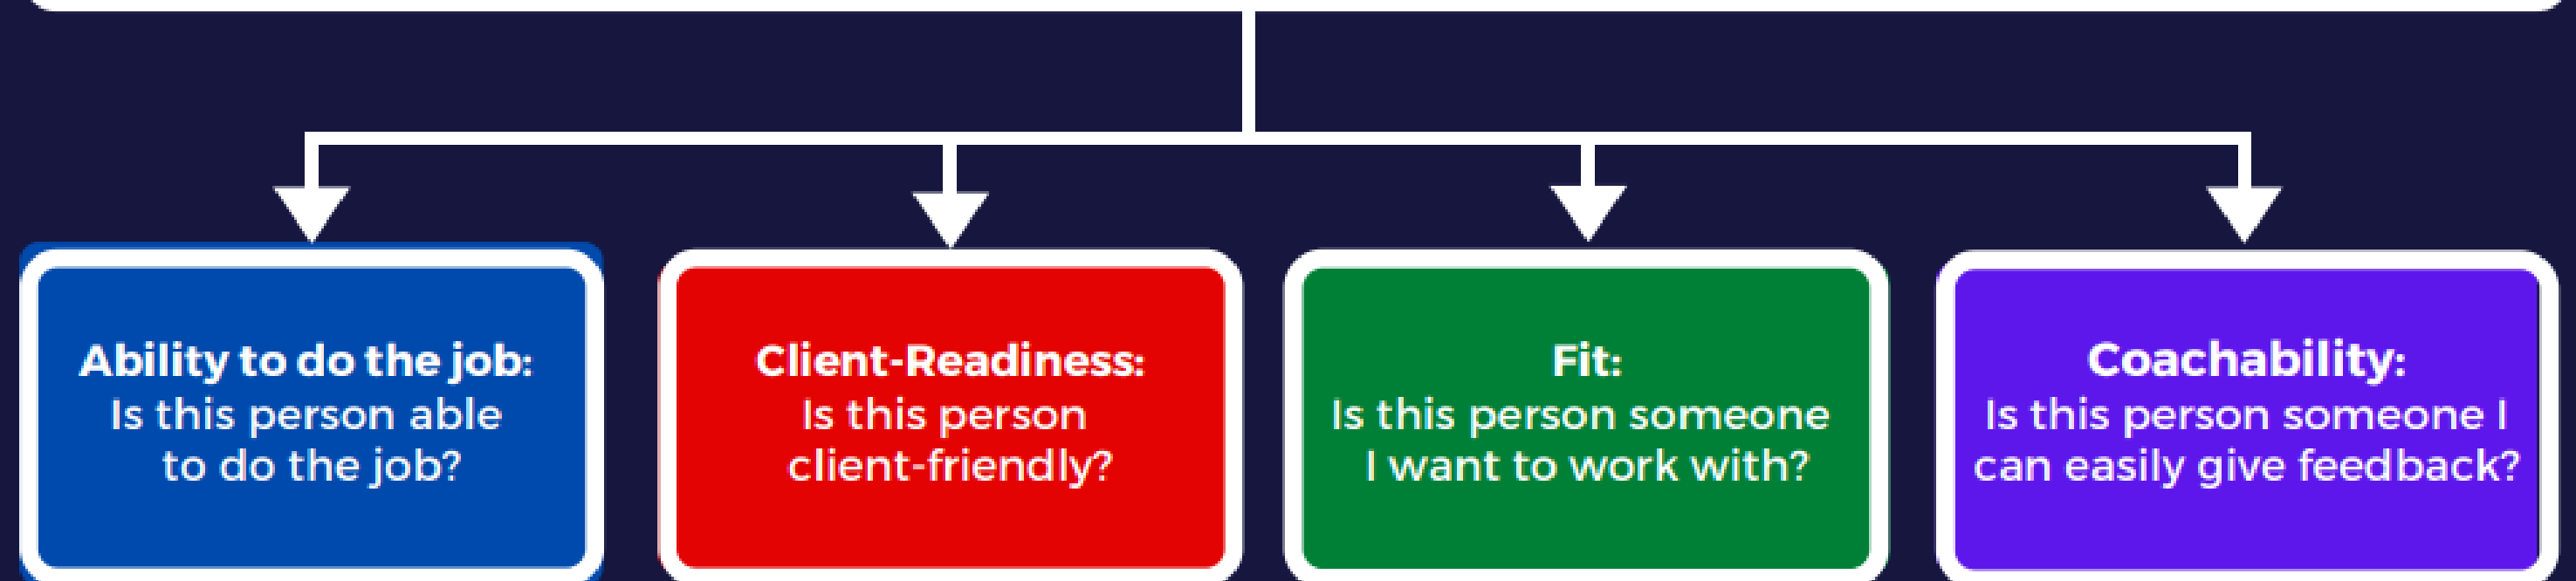 Ability to do the job:
Is this person able
to do the job?
Client-Readiness:
Is this person
client-friendly?
Fit:
Is this person someone
I want to work with?
Coachability:
Is this person someone I
can easily give feedback?